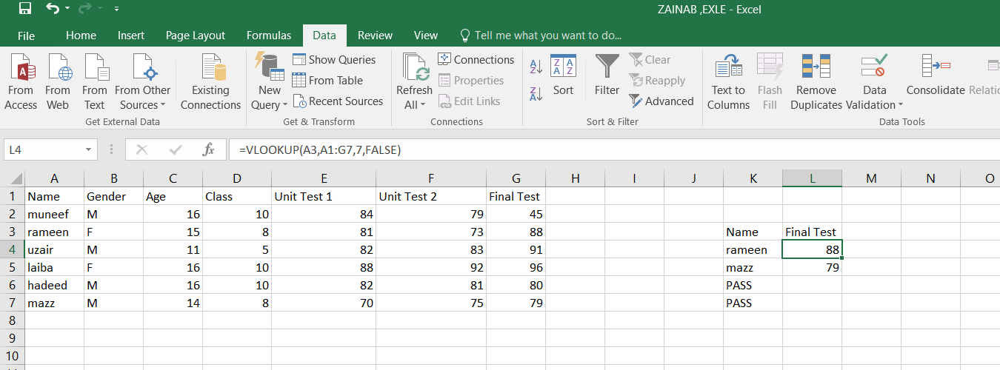 ZAINAB ,EXLE - Excel
File Home Insert Page Layout Formulas Data Review View Tell me what you want to do...
Show Queries Connections Clear
From Table Properties Reapply
Recent Sources Edit Links Advanced
From Access From Web From Text From Other Sources Existing Connections New Query Refresh All Sort Filter Text to Columns Flash Fill Remove Duplicates Data Validation Consolidate Relatic
Get External Data Get & Transform Connections Sort & Filter Data Tools
L4 fx =VLOOKUP(A3,A1:G7,7,FALSE)
A B C D E F G H I J K L M N O
1 Name Gender Age Class Unit Test 1 Unit Test 2 Final Test
2 muneef M 16 10 84 79 45
3 rameen F 15 8 81 73 88 Name Final Test
4 uzair M 11 5 82 83 91 rameen 88
5 laiba F 16 10 88 92 96 mazz 79
6 hadeed M 16 10 82 81 80 PASS
7 mazz M 14 8 70 75 79 PASS
8
9
10